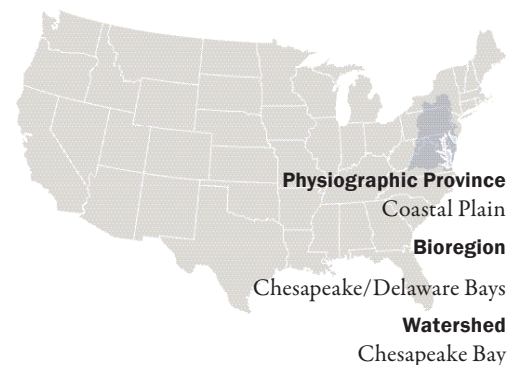 Physiographic Province
Coastal Plain
Bioregion
Chesapeake/Delaware Bays
Watershed
Chesapeake Bay